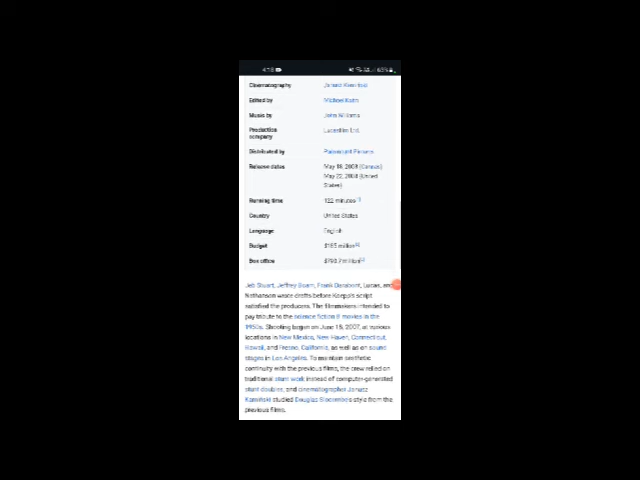 Cinematography Janusz Kamiński
Edited by Michael Kahn
Music by John Williams
Production Lucasfilm Ltd.
company
Distributed by Paramount Pictures
Release dates May 18, 2008 (Cannes)
May 22, 2008 (United
States)
Running time 122 minutes
Country United States
Language English
Budget $185 million
Box office $790.7 million
Jeb Stuart, Jeffrey Boam, Frank Darabont, Lucas, and
Nathanson wrote drafts before Koepp's script
satisfied the producers. The filmmakers intended to
pay tribute to the science fiction B movies in the
1950s. Shooting began on June 18, 2007, at various
locations in New Mexico, New Haven, Connecticut,
Hawaii, and Fresno, California, as well as on sound
stages in Los Angeles. To maintain aesthetic
continuity with the previous films, the crew relied on
traditional stunt work instead of computer-generated
stunt doubles, and cinematographer Janusz
Kamiński studied Douglas Slocombe's style from the
previous films.